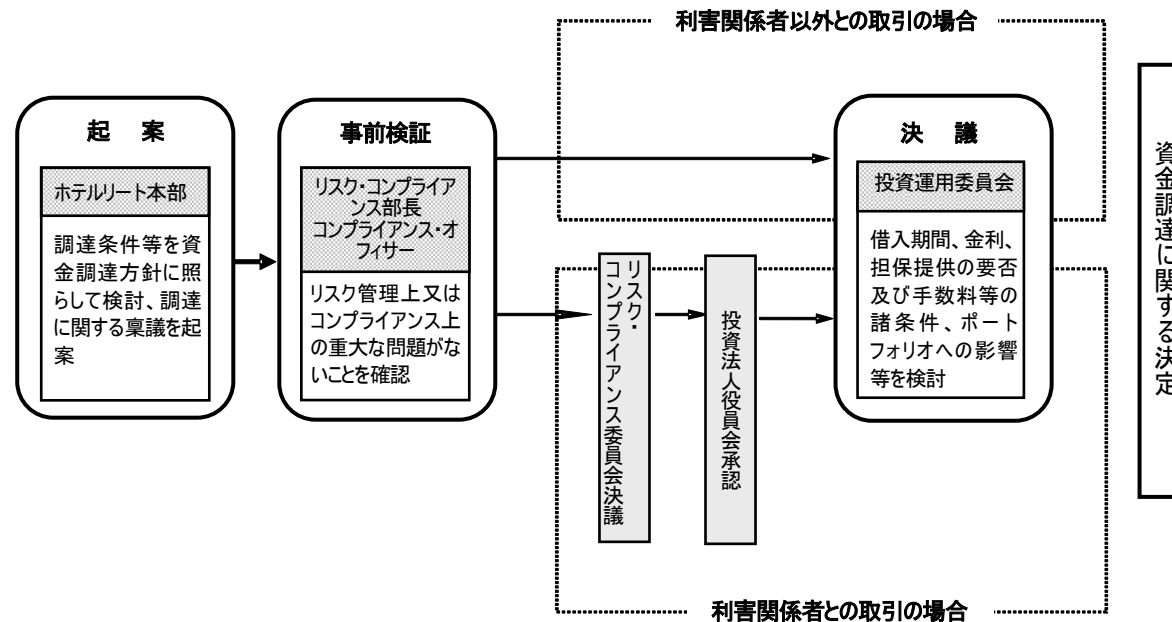 利害関係者以外との取引の場合
起　案
ホテルリート本部
調達条件等を資
金調達方針に照
らして検討、調達
に関する稟議を起
案
事前検証
リスク・コンプライア
ンス部長
コンプライアンス・オ
フィサー
リスク管理上又は
コンプライアンス上
の重大な問題がな
いことを確認
リスク・
コンプライアンス委員会決議
投資法人役員会承認
決　議
投資運用委員会
借入期間、金利、
担保提供の要否
及び手数料等の
諸条件、ポート
フォリオへの影響
等を検討
資金調達に関する決定
利害関係者との取引の場合